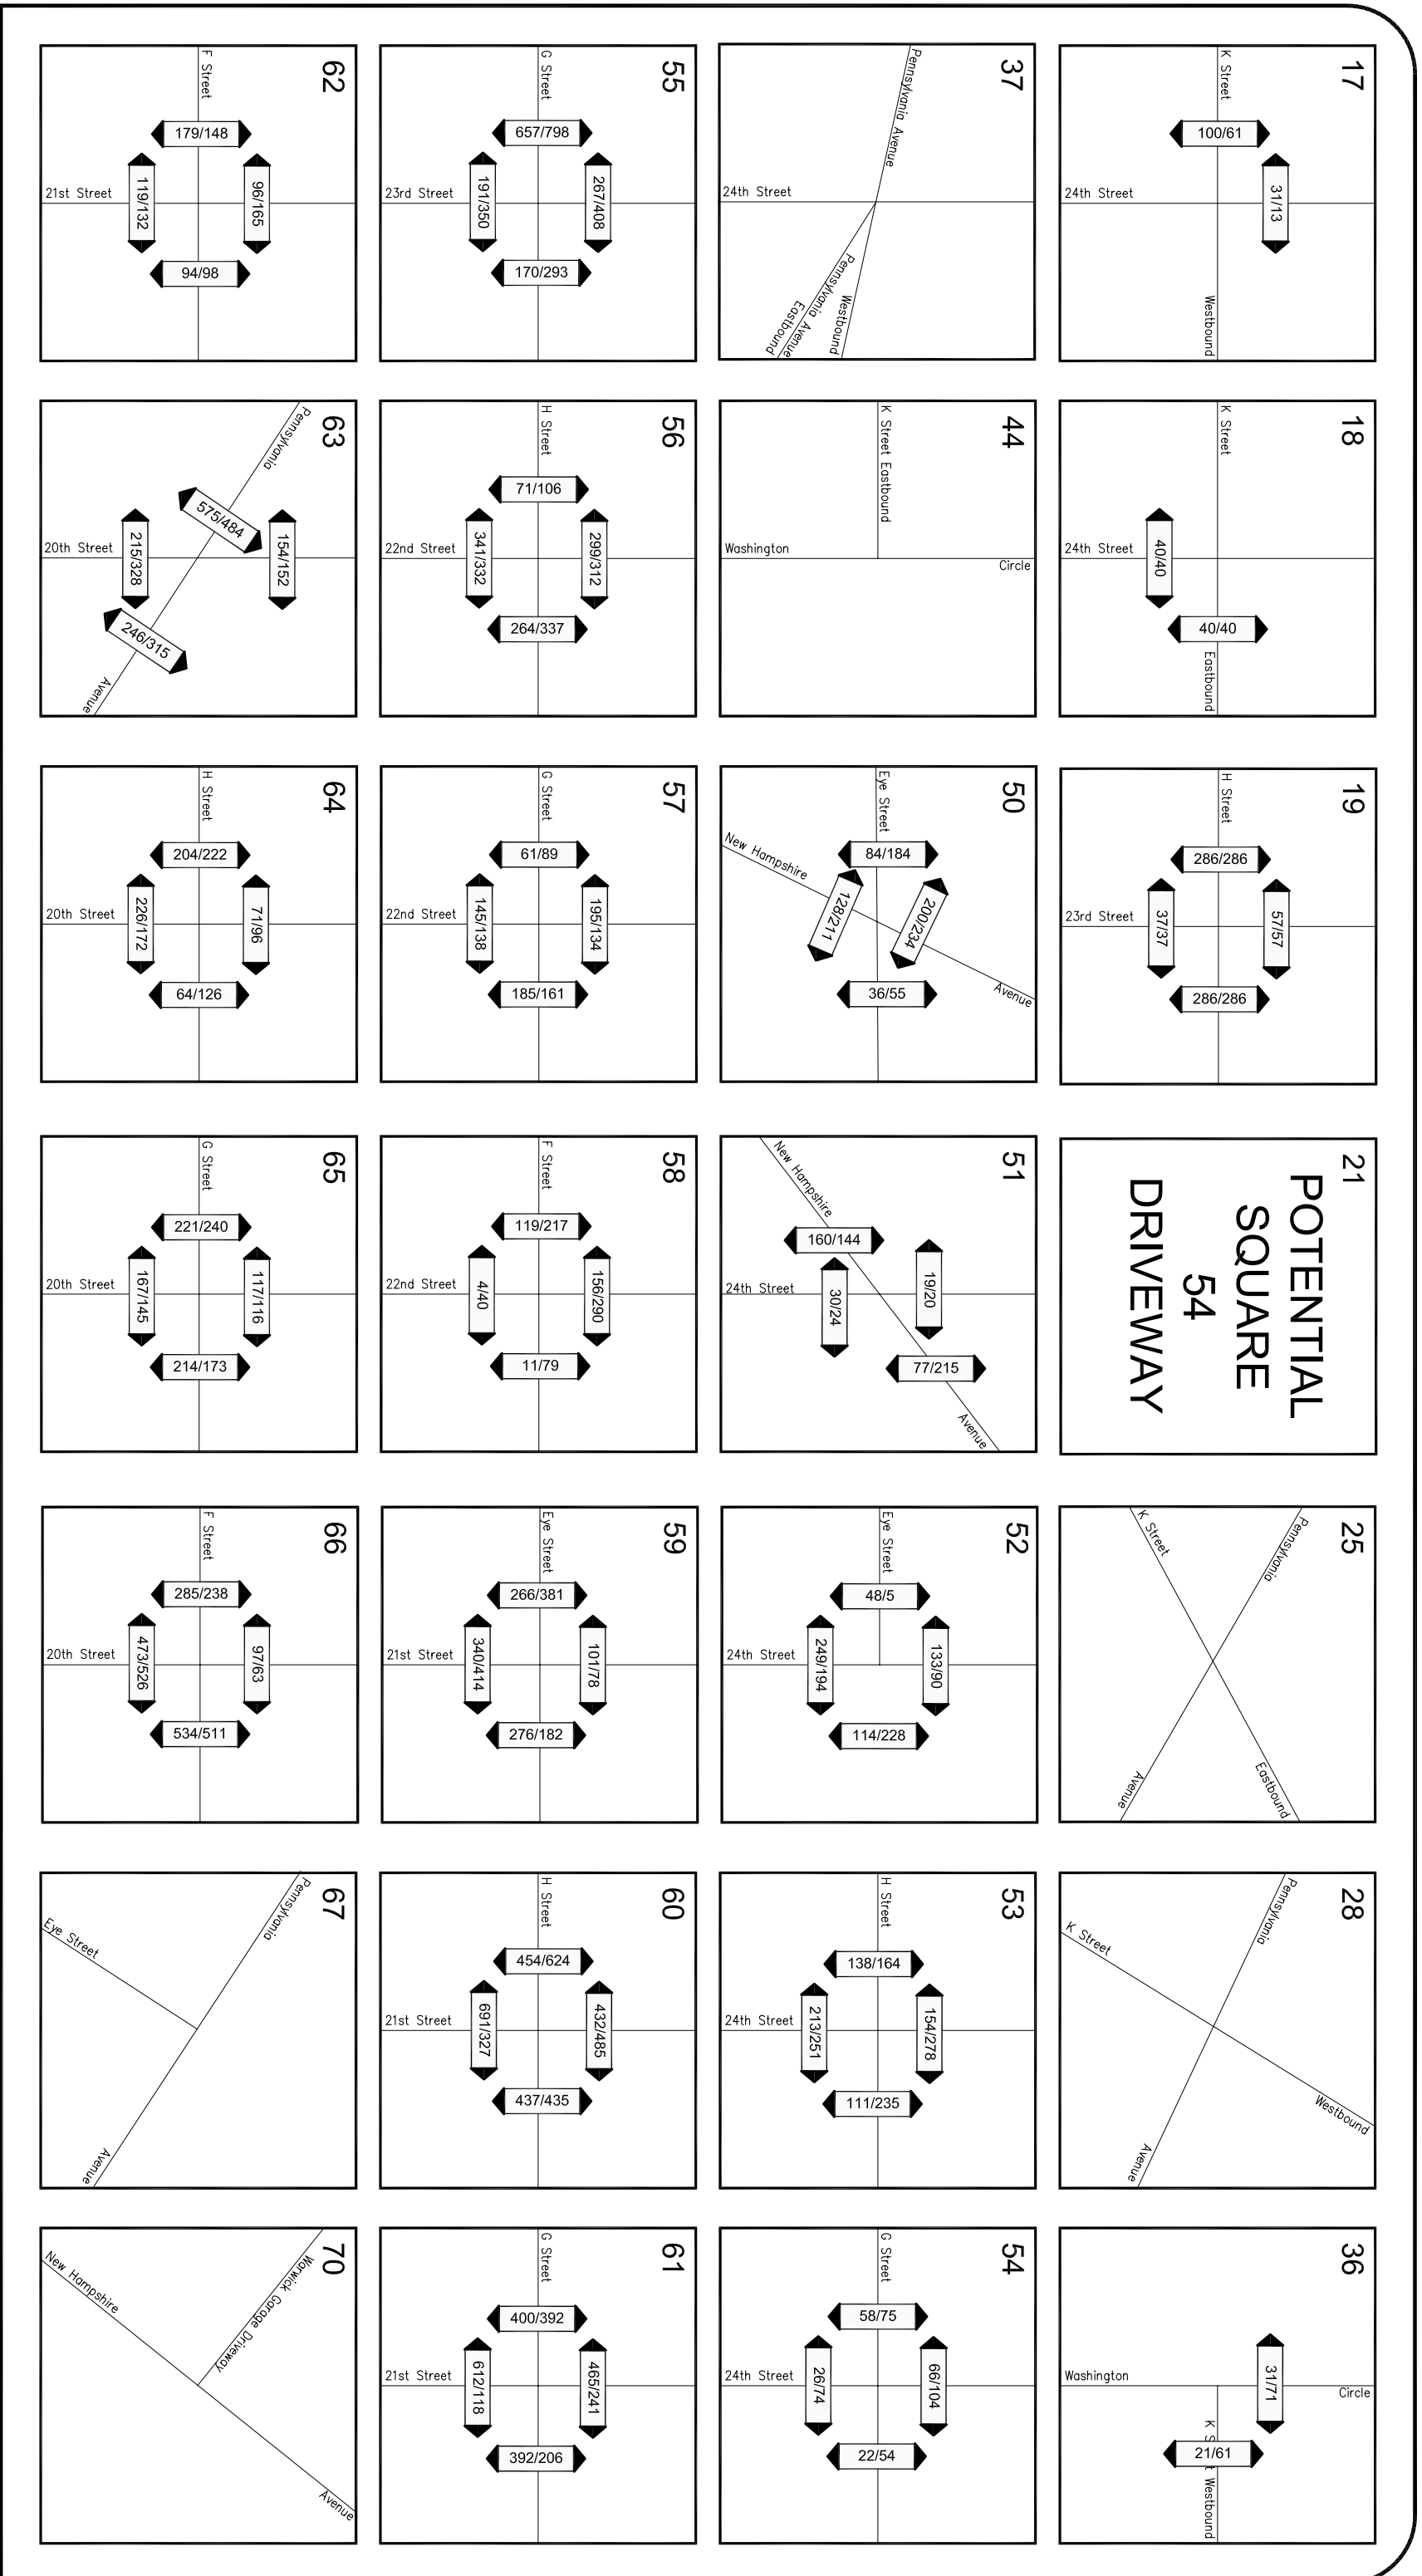 17
31/13
K Street
100/61
Westbound
24th Street
18
K Street
40/40
Eastbound
40/40
24th Street
19
57/57
H Street
286/286
286/286
37/37
23rd Street
21
POTENTIAL
SQUARE
54
DRIVEWAY
25
Pennsylvania
Avenue
K Street
Eastbound
28
Pennsylvania
Avenue
K Street
Westbound
36
Circle
31/71
21/61
K Westbound
Washington
37
Pennsylvania Avenue
Westbound
Pennsylvania Avenue
Eastbound
24th Street
44
K Street Eastbound
Circle
Washington
50
Avenue
200/234
Eye Street
84/184
36/55
128/211
New Hampshire
51
Avenue
19/20
77/215
160/144
30/24
New Hampshire
24th Street
52
133/90
Eye Street
48/5
114/228
249/194
24th Street
53
154/278
H Street
138/164
111/235
213/251
24th Street
54
66/104
G Street
58/75
22/54
26/74
24th Street
55
267/408
G Street
657/798
170/293
191/350
23rd Street
56
299/312
H Street
71/106
264/337
341/332
22nd Street
57
195/134
G Street
61/89
185/161
145/138
22nd Street
58
156/290
F Street
119/217
11/79
4/40
22nd Street
59
101/78
Eye Street
266/381
276/182
340/414
21st Street
60
432/485
H Street
454/624
437/435
691/327
21st Street
61
465/241
G Street
400/392
392/206
612/118
21st Street
62
96/165
F Street
179/148
94/98
119/132
21st Street
63
Pennsylvania
154/152
575/484
246/315
215/328
Avenue
20th Street
64
71/96
H Street
204/222
64/126
226/172
20th Street
65
117/116
G Street
221/240
214/173
167/145
20th Street
66
97/63
F Street
285/238
534/511
473/526
20th Street
67
Pennsylvania
Avenue
Eye Street
70
Warwick Garage Driveway
Avenue
New Hampshire